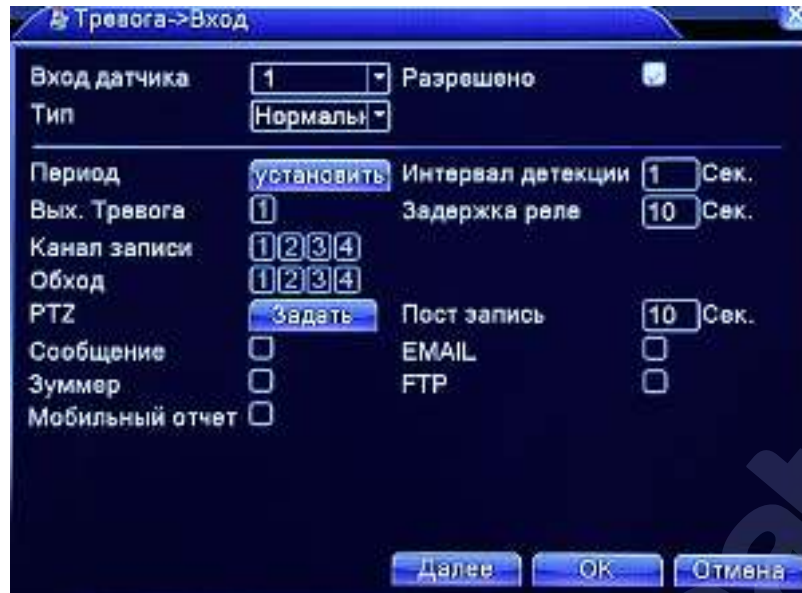 Тревога->Вход
Вход датчика 1 Разрешено
Тип Нормальн
Период установить Интервал детекции 1 Сек.
Вых. Тревога 1 Задержка реле 10 Сек.
Канал записи 1 2 3 4
Обход 1 2 3 4
PTZ Задать Пост запись 10 Сек.
Сообщение EMAIL
Зуммер FTP
Мобильный отчет
Далее OK Отмена